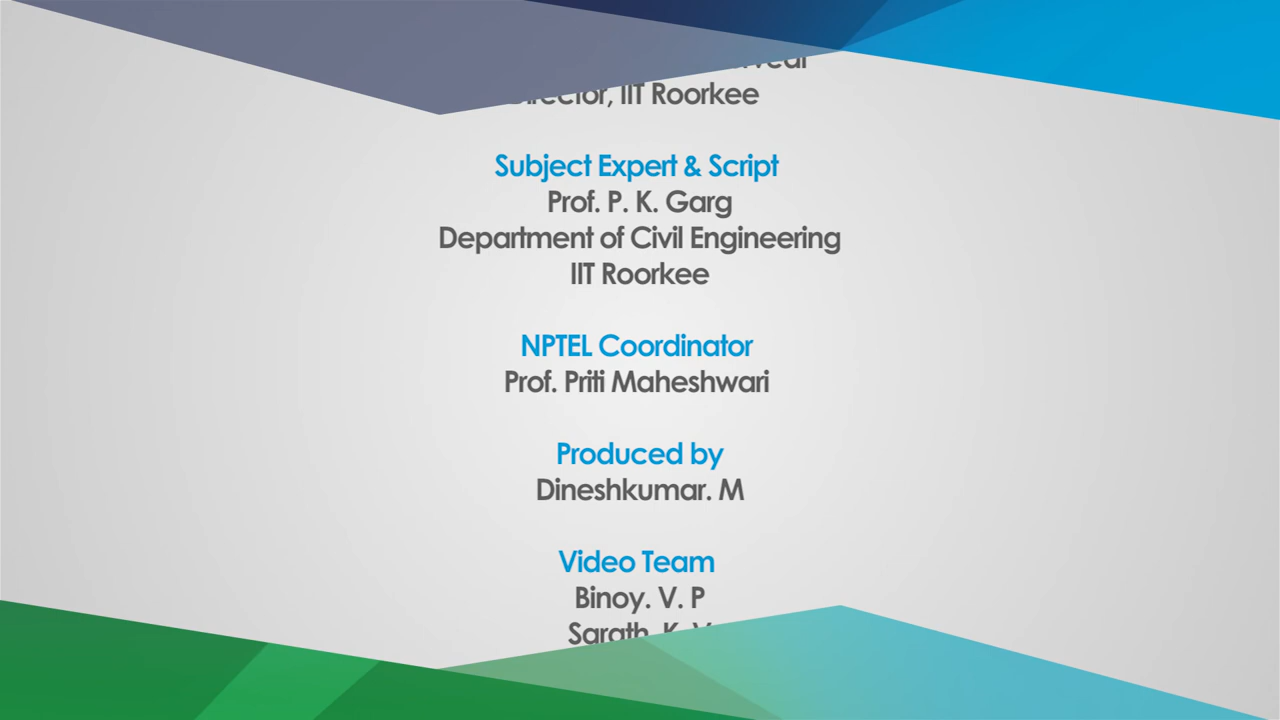 IIT Roorkee
Subject Expert & Script
Prof. P. K. Garg
Department of Civil Engineering
IIT Roorkee
NPTEL Coordinator
Prof. Priti Maheshwari
Produced by
Dineshkumar. M
Video Team
Binoy. V. P
Sarath. K.